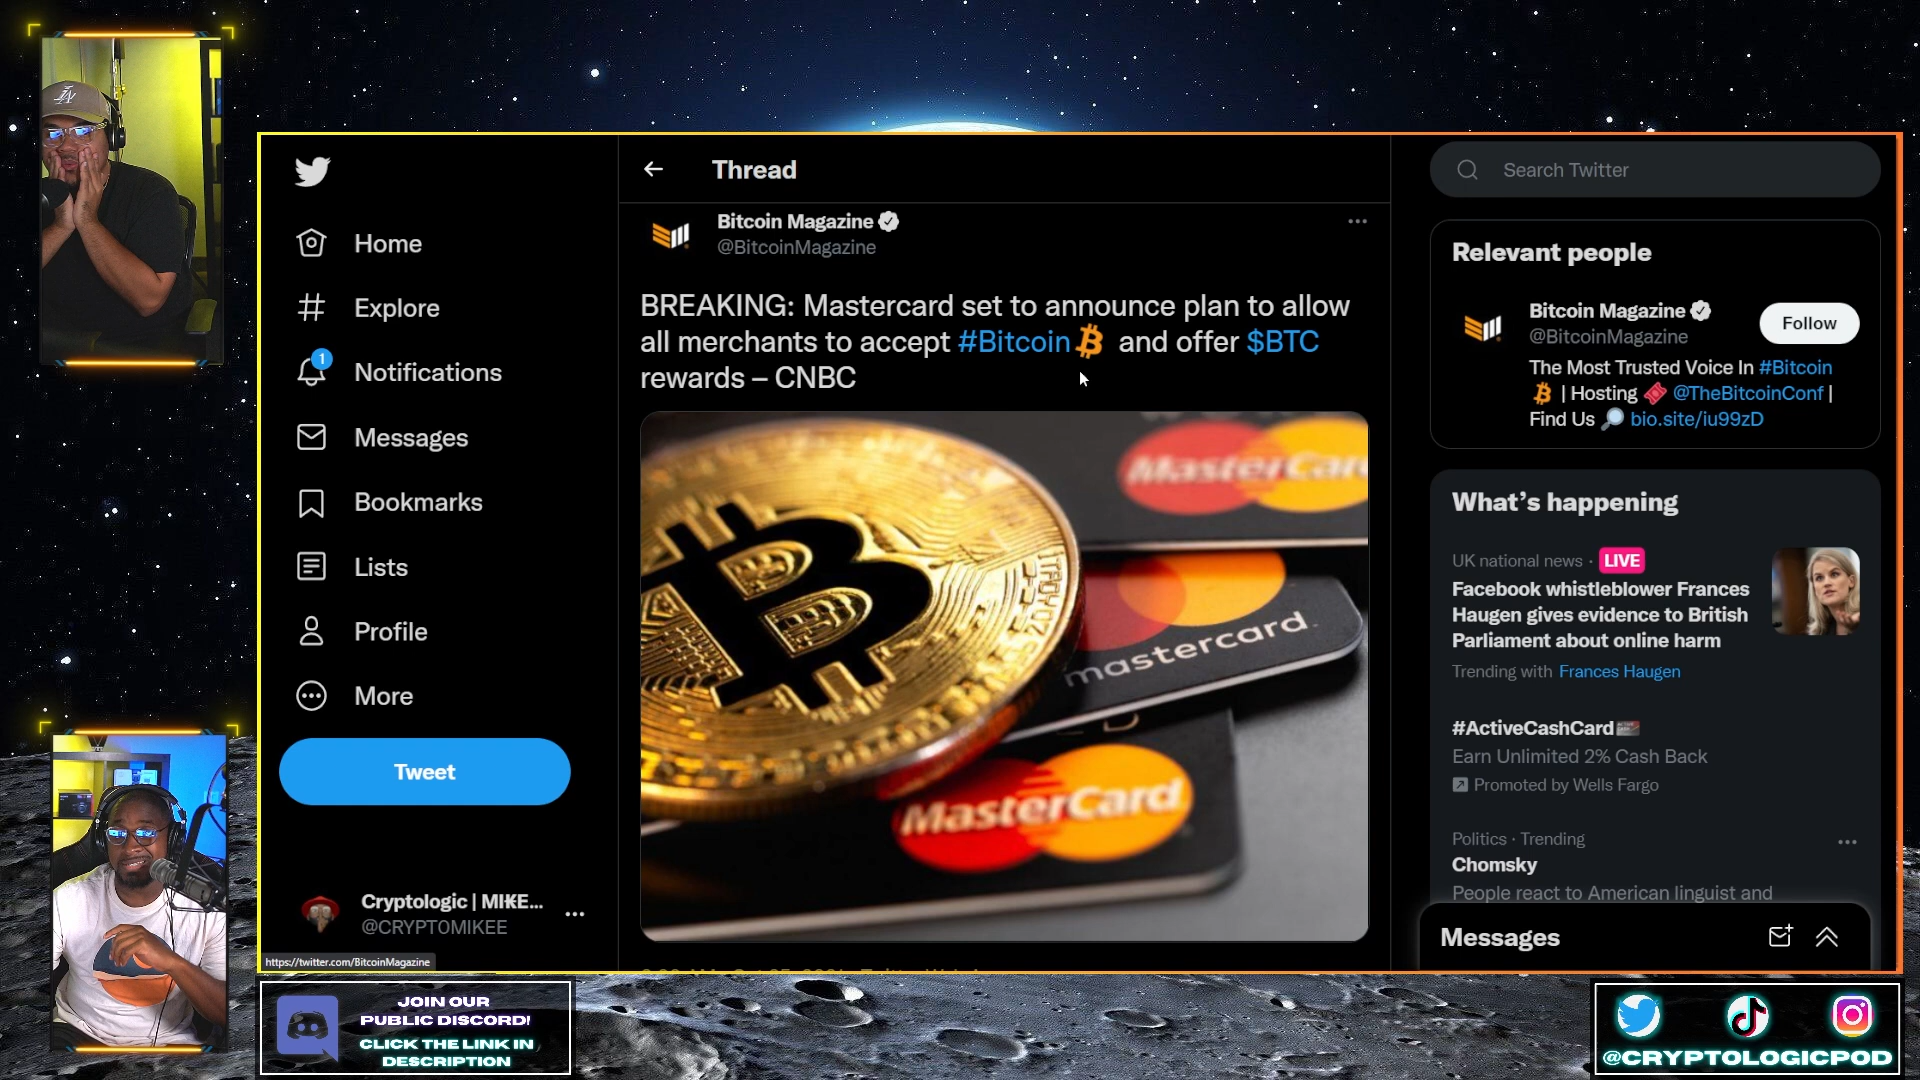 Home
Explore
1
Notifications
Messages
Bookmarks
Lists
Profile
More
Tweet
Cryptologic | MIKE...
@CRYPTOMIKEE
https://twitter.com/BitcoinMagazine
Thread
Bitcoin Magazine
@BitcoinMagazine
BREAKING: Mastercard set to announce plan to allow
all merchants to accept #Bitcoin and offer $BTC
rewards – CNBC
MasterCard
mastercard.
MasterCard
Search Twitter
Relevant people
Bitcoin Magazine
@BitcoinMagazine
Follow
The Most Trusted Voice In #Bitcoin
| Hosting @TheBitcoinConf |
Find Us bio.site/iu99zD
What's happening
UK national news · LIVE
Facebook whistleblower Frances
Haugen gives evidence to British
Parliament about online harm
Trending with Frances Haugen
#ActiveCashCard
Earn Unlimited 2% Cash Back
Promoted by Wells Fargo
Politics · Trending
Chomsky
People react to American linguist and
Messages
JOIN OUR
PUBLIC DISCORD!
CLICK THE LINK IN
DESCRIPTION
@CRYPTOLOGICPOD